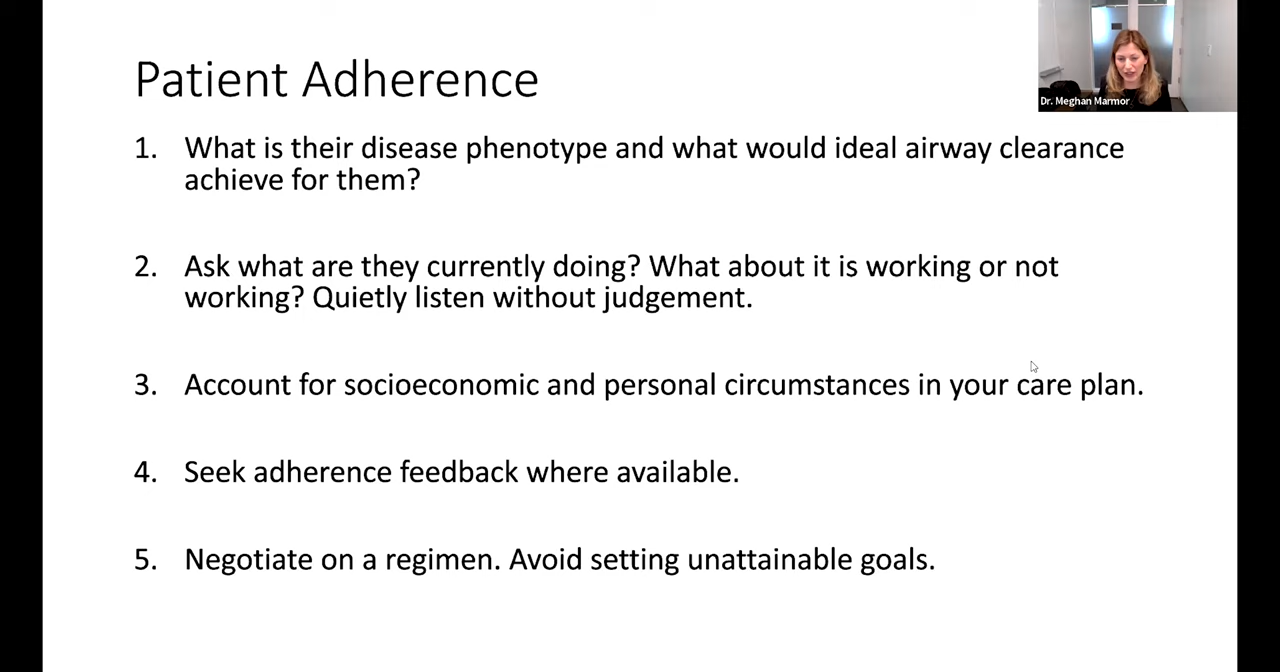 Patient Adherence
Dr. Meghan Marmor
1. What is their disease phenotype and what would ideal airway clearance
achieve for them?
2. Ask what are they currently doing? What about it is working or not
working? Quietly listen without judgement.
3. Account for socioeconomic and personal circumstances in your care plan.
4. Seek adherence feedback where available.
5. Negotiate on a regimen. Avoid setting unattainable goals.